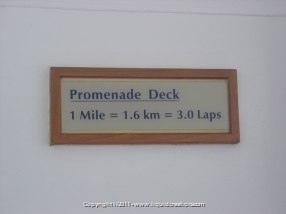 Promenade Deck
1 Mile = 1.6 km = 3.0 Laps